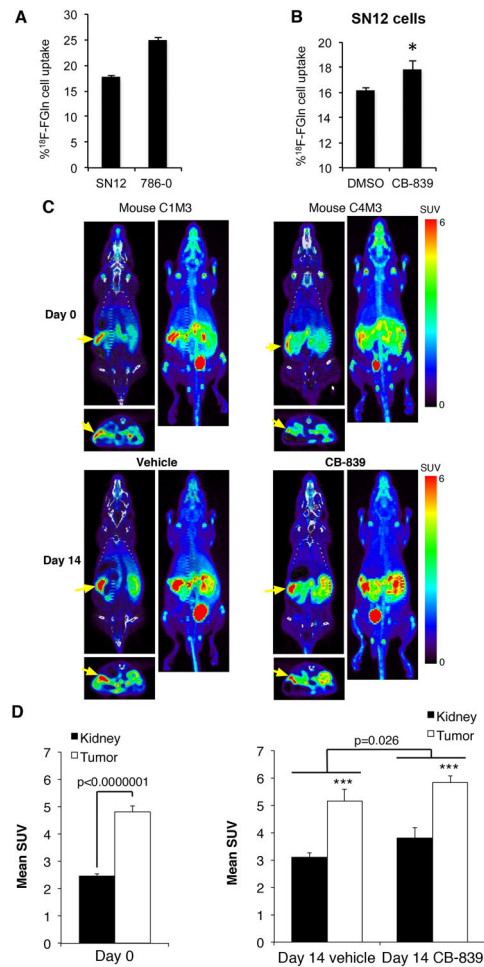 A
30
25
20
15
10
5
0
%18F-FGln cell uptake
SN12
786-0
B
SN12 cells
20
18
16
14
12
10
%18F-FGln cell uptake
*
DMSO
CB-839
C
Mouse C1M3
Mouse C4M3
SUV
6
0
Day 0
Vehicle
CB-839
SUV
6
0
Day 14
D
Kidney
Tumor
p<0.0000001
7
6
5
4
3
2
1
0
Mean SUV
Day 0
Kidney
Tumor
p=0.026
***
***
7
6
5
4
3
2
1
0
Mean SUV
Day 14 vehicle
Day 14 CB-839